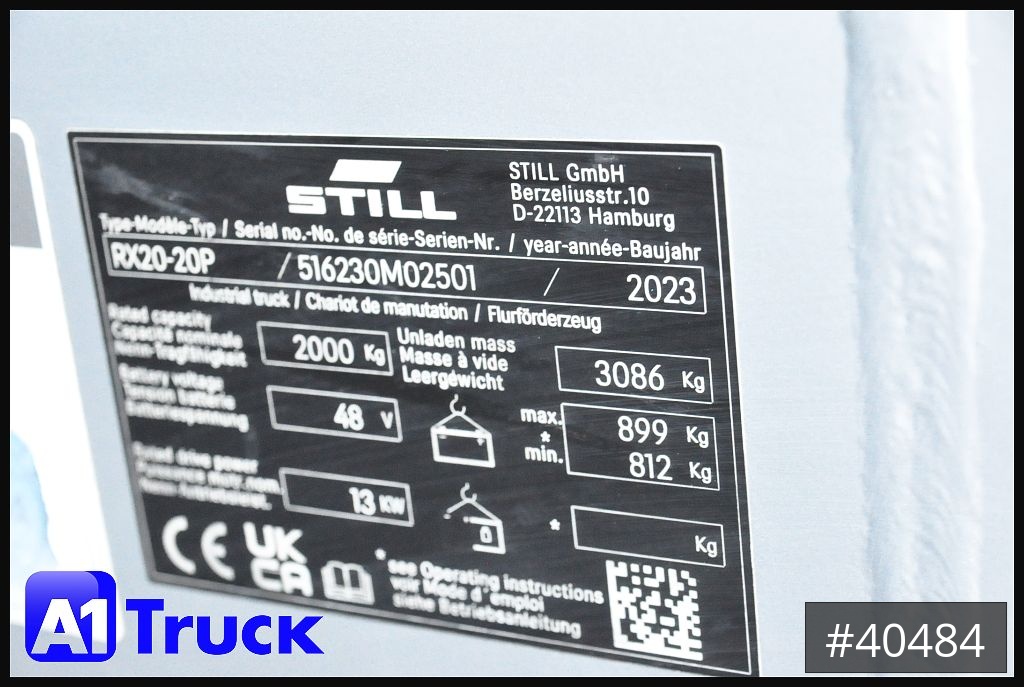 STILL
STILL GmbH
Berzeliusstr.10
D-22113 Hamburg
Type-Modèle-Typ / Serial no.-No. de série-Serien-Nr. / year-année-Baujahr
RX20-20P / 516230M02501 / 2023
Industrial truck / Chariot de manutation / Flurförderzeug
Rated capacity
Capacité nominale
Nenn-Tragfähigkeit
2000 Kg
Unladen mass
Masse à vide
Leergewicht
3086 Kg
Battery voltage
Tension batterie
Batteriespannung
48 V
max.
*
min.
899 Kg
812 Kg
Rated drive power
Puissance motr. nom.
Nenn-Antriebsleist.
13 KW
*
Kg
CE
UK
CA
* see Operating instructions
voir Mode d'emploi
siehe Betriebsanleitung
A1 Truck
#40484